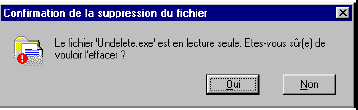 Confirmation de la suppression du fichier
Le fichier 'Undelete.exe' est en lecture seule. Etes-vous sûr(e) de
vouloir l'effacer ?
Oui
Non